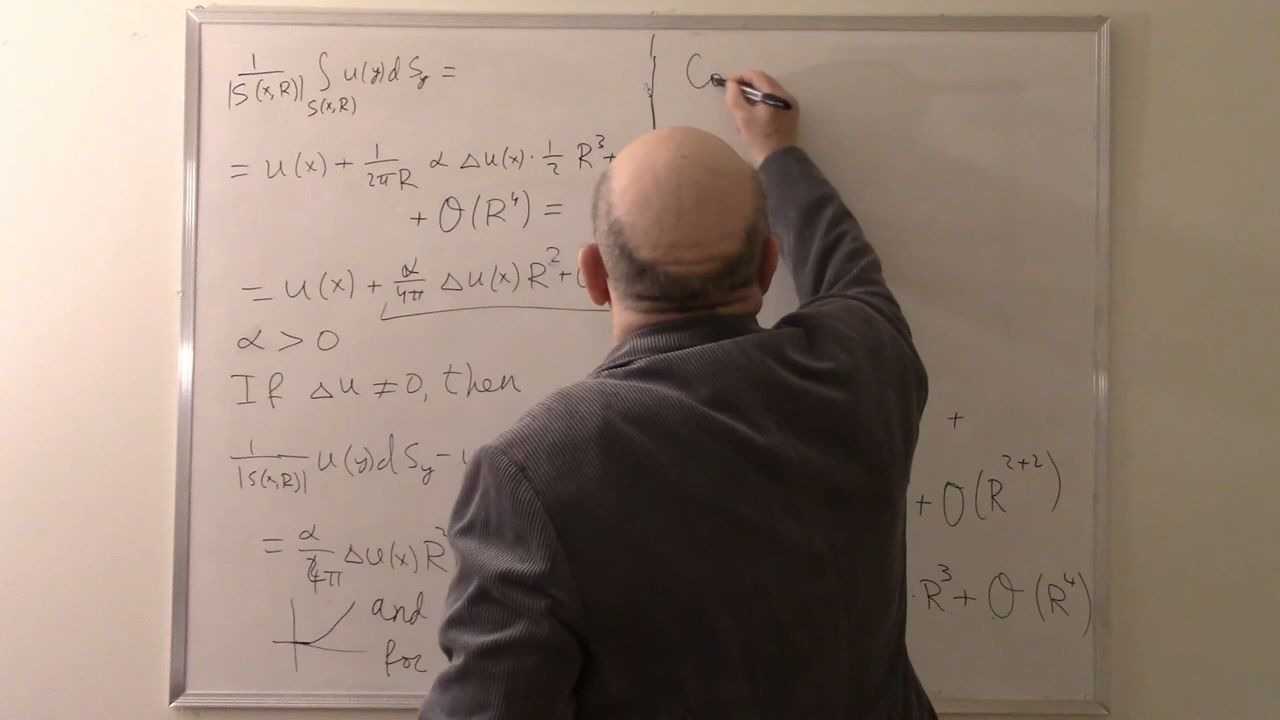 1/|S(x,R)| ∫_{S(x,R)} u(y)dS_y =
= u(x) + 1/2πR α Δu(x)·1/2 R³+
+ O(R⁴) =
= u(x) + α/4π Δu(x)R²+
α > 0
If Δu ≠ 0, then
1/|S(x,R)| u(y)dS_y –
= α/4π Δu(x)R²
and
for
Co
+
+ O(R²⁺²)
·R³+ O(R⁴)